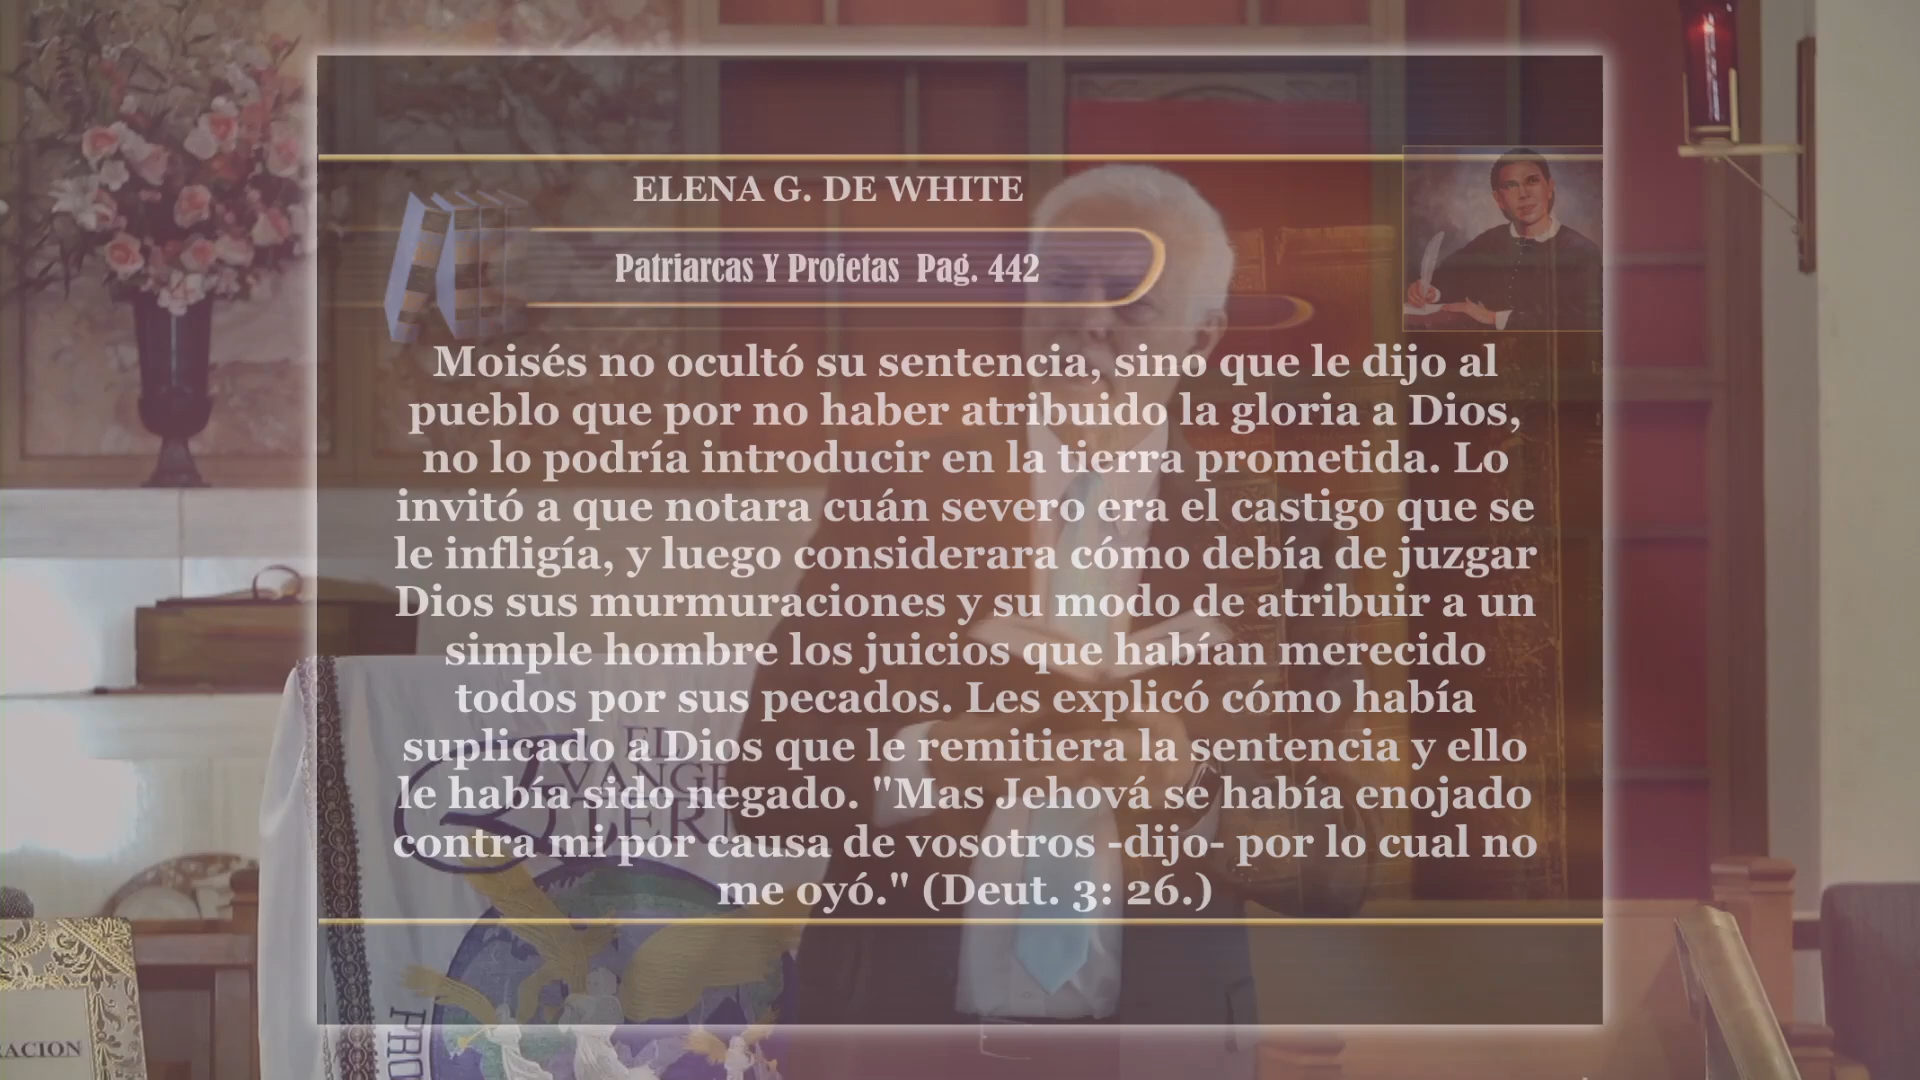 ELENA G. DE WHITE
Patriarcas Y Profetas Pag. 442
Moisés no ocultó su sentencia, sino que le dijo al
pueblo que por no haber atribuido la gloria a Dios,
no lo podría introducir en la tierra prometida. Lo
invitó a que notara cuán severo era el castigo que se
le infligía, y luego considerara cómo debía de juzgar
Dios sus murmuraciones y su modo de atribuir a un
simple hombre los juicios que habían merecido
todos por sus pecados. Les explicó cómo había
suplicado a Dios que le remitiera la sentencia y ello
le había sido negado. "Mas Jehová se había enojado
contra mi por causa de vosotros -dijo- por lo cual no
me oyó." (Deut. 3: 26.)
EL